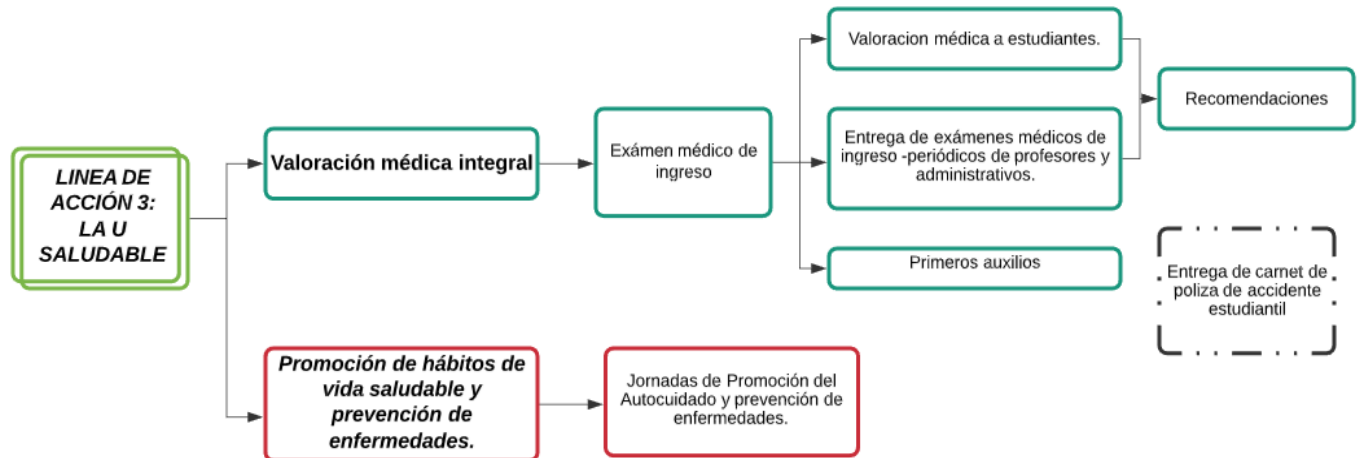 LINEA DE
ACCIÓN 3:
LA U
SALUDABLE
Valoración médica integral
Exámen médico de
ingreso
Valoracion médica a estudiantes.
Entrega de exámenes médicos de
ingreso -periódicos de profesores y
administrativos.
Primeros auxilios
Recomendaciones
Entrega de carnet de
poliza de accidente
estudiantil
Promoción de hábitos de
vida saludable y
prevención de
enfermedades.
Jornadas de Promoción del
Autocuidado y prevención de
enfermedades.